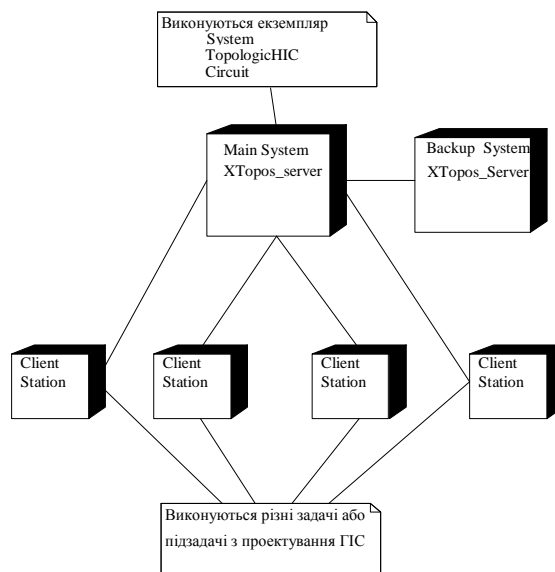 Виконуються екземпляр
System
TopologicHIC
Circuit
Main System
XTopos_server
Backup System
XTopos_Server
Client
Station
Client
Station
Client
Station
Client
Station
Виконуються різні задачі або
підзадачі з проектування ГІС